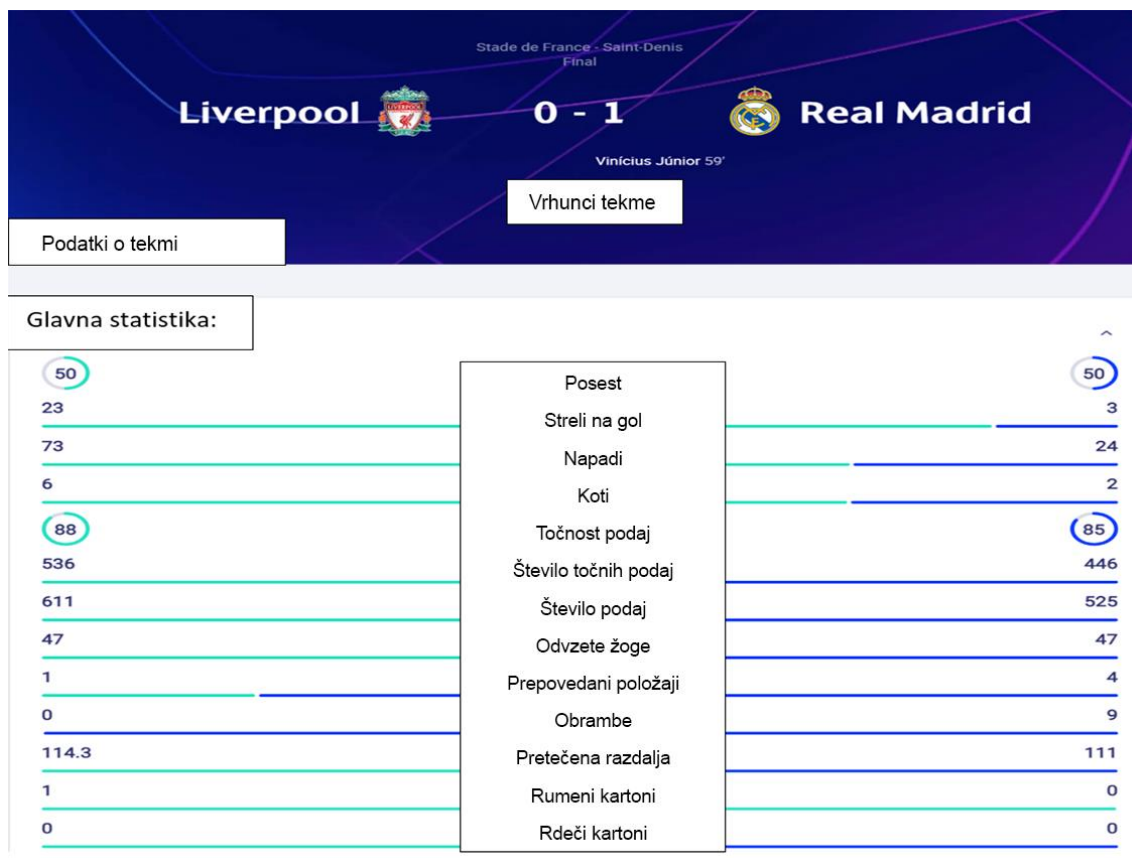 Stade de France - Saint-Denis
Final
Liverpool 0 - 1 Real Madrid
Vinícius Júnior 59'
Vrhunci tekme
Podatki o tekmi
Glavna statistika:
50 Posest 50
23 Streli na gol 3
73 Napadi 24
6 Koti 2
88 Točnost podaj 85
536 Število točnih podaj 446
611 Število podaj 525
47 Odvzete žoge 47
1 Prepovedani položaji 4
0 Obrambe 9
114.3 Pretečena razdalja 111
1 Rumeni kartoni 0
0 Rdeči kartoni 0